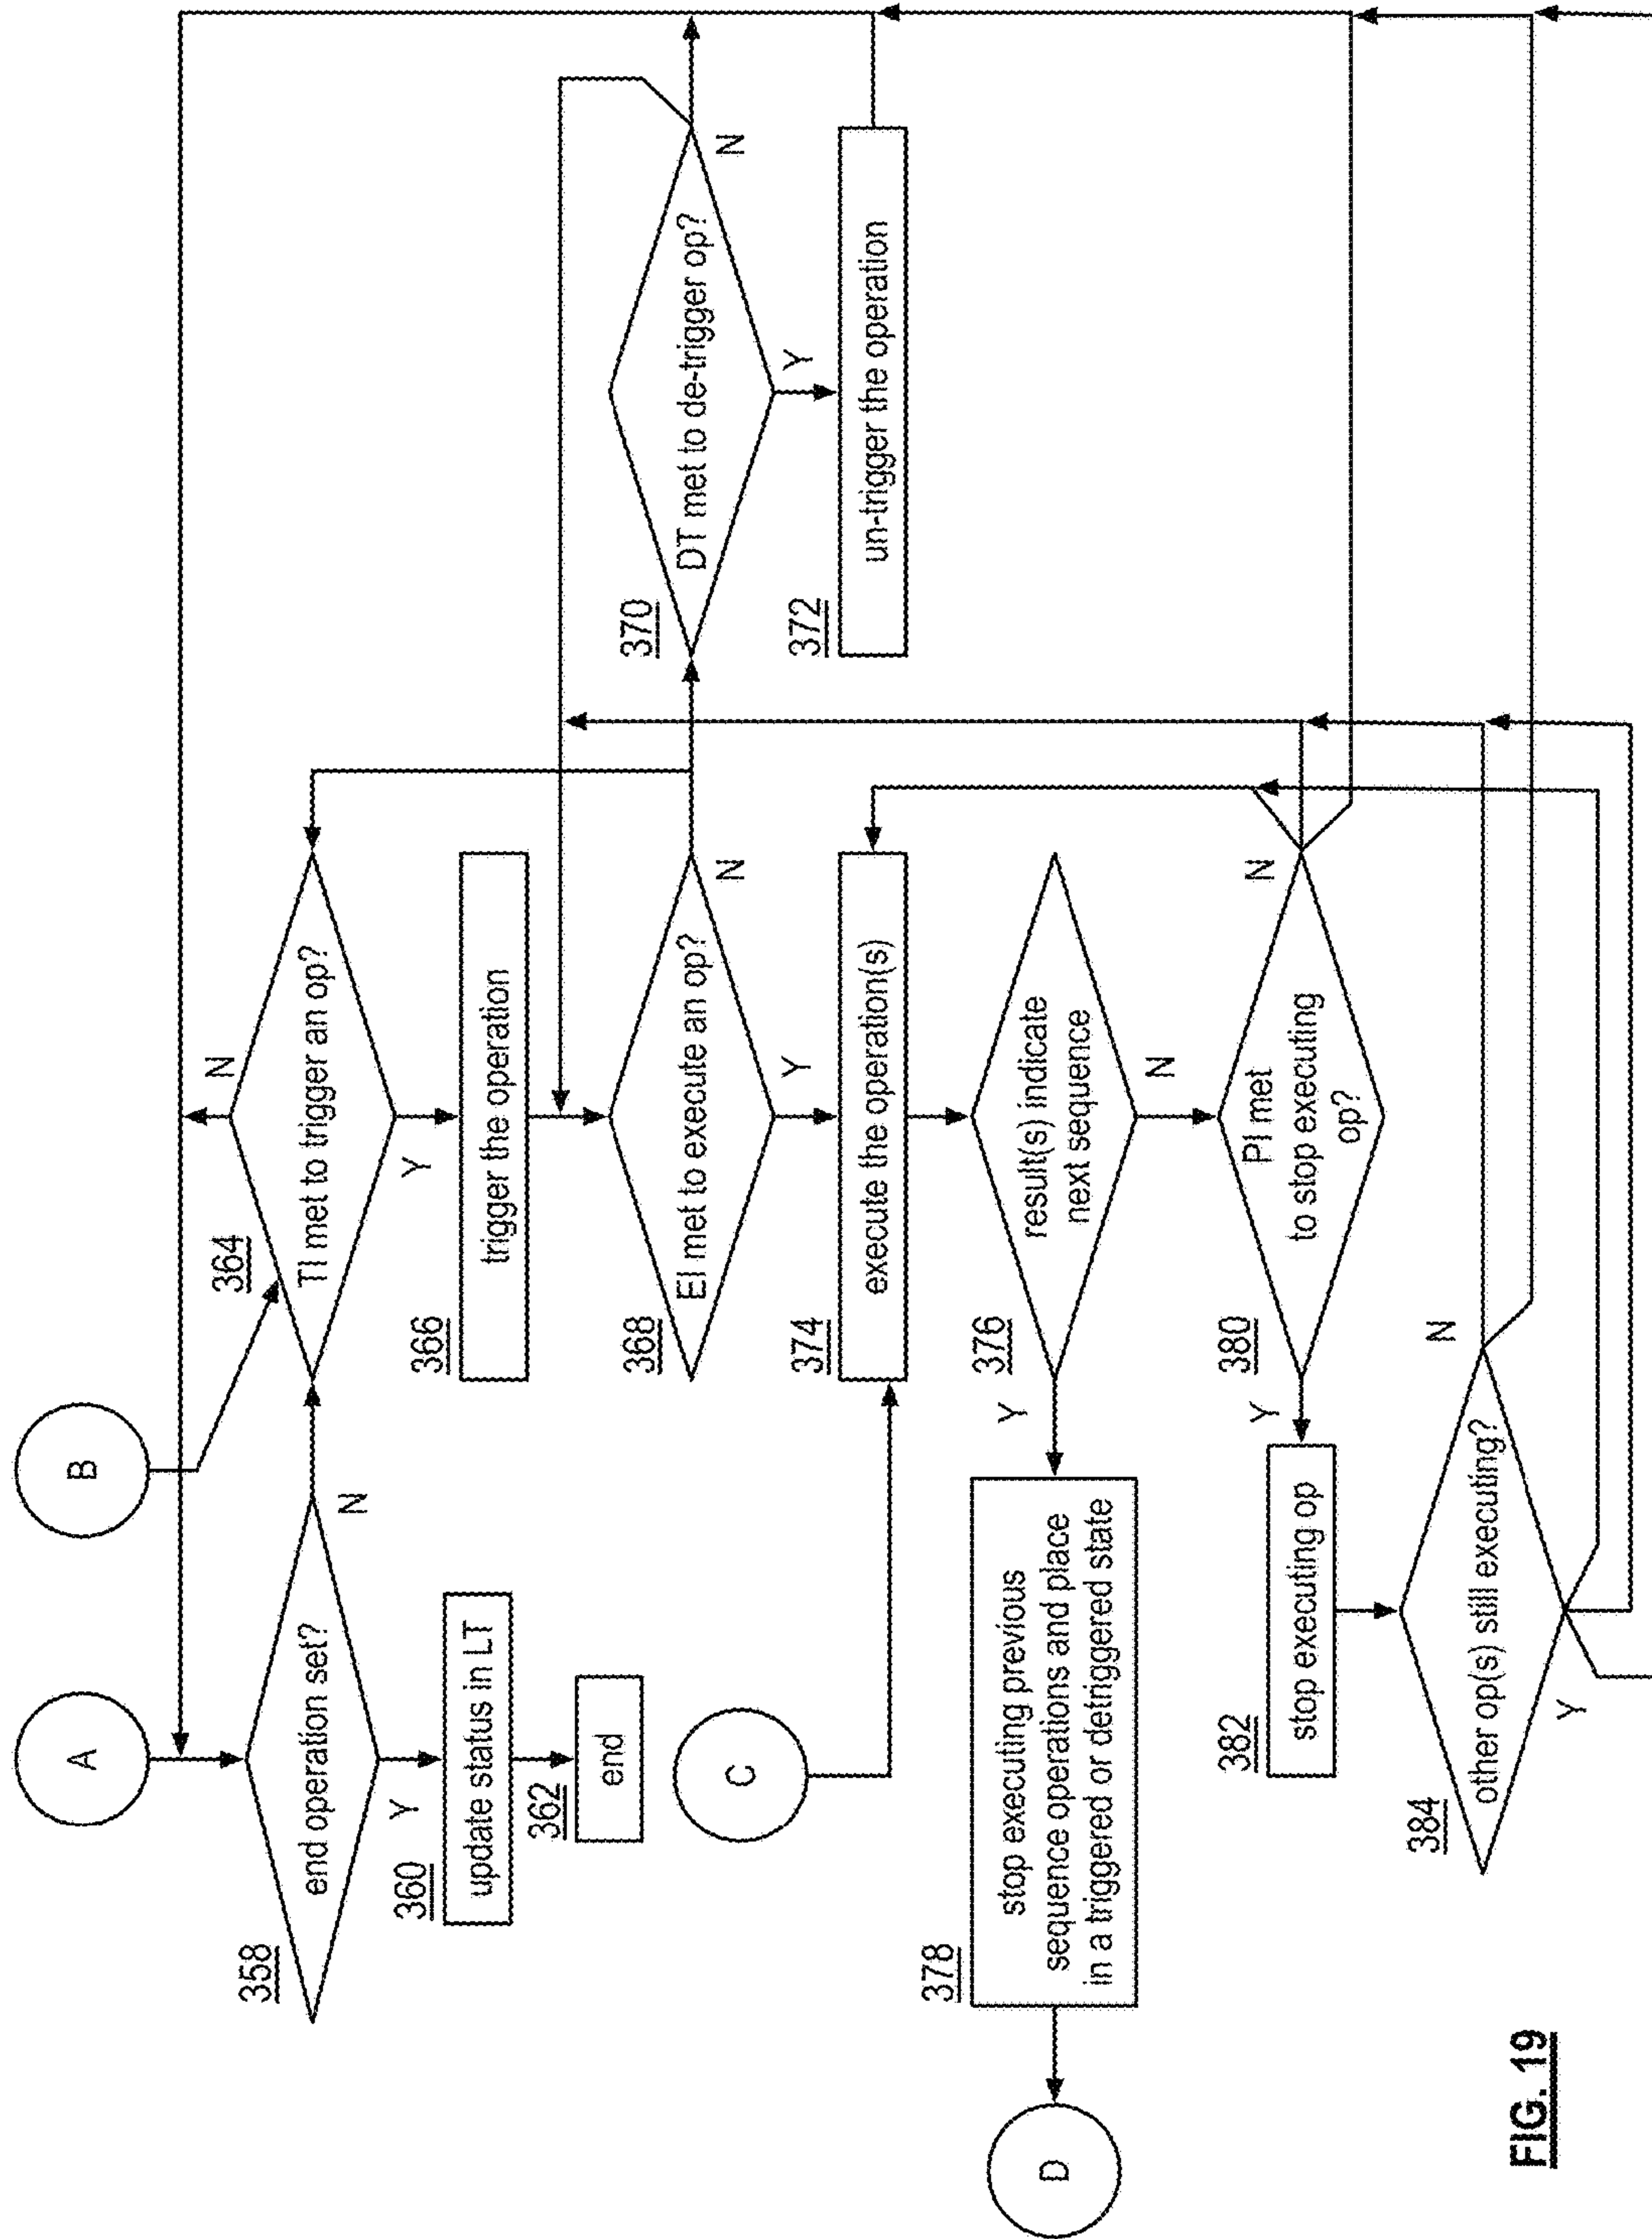 A
B
358
end operation set?
N
Y
360
update status in LT
362
end
364
TI met to trigger an op?
N
Y
366
trigger the operation
368
EI met to execute an op?
N
Y
370
DT met to de-trigger op?
N
Y
372
un-trigger the operation
C
374
execute the operation(s)
376
result(s) indicate
next sequence
Y
N
378
stop executing previous
sequence operations and place
in a triggered or detriggered state
D
380
PI met
to stop executing
op?
N
Y
382
stop executing op
384
other op(s) still executing?
N
Y
FIG. 19